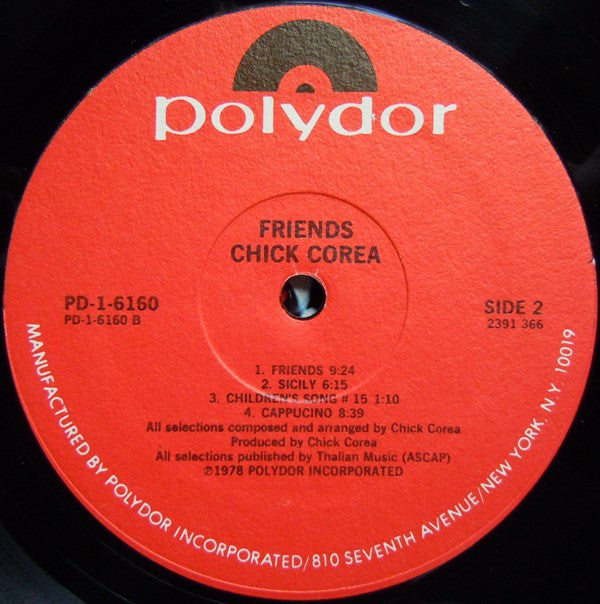 polydor
FRIENDS
CHICK COREA
PD-1-6160
PD-1-6160 B
SIDE 2
2391 366
1. FRIENDS 9:24
2. SICILY 6:15
3. CHILDREN'S SONG # 15 1:10
4. CAPPUCINO 8:39
All selections composed and arranged by Chick Corea
Produced by Chick Corea
All selections published by Thalian Music (ASCAP)
℗1978 POLYDOR INCORPORATED
MANUFACTURED BY POLYDOR INCORPORATED/810 SEVENTH AVENUE/NEW YORK, N.Y. 10019